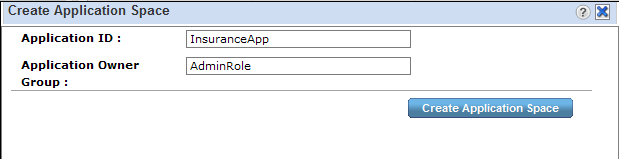 Create Application Space ?
Application ID : InsuranceApp
Application Owner AdminRole
Group :
Create Application Space